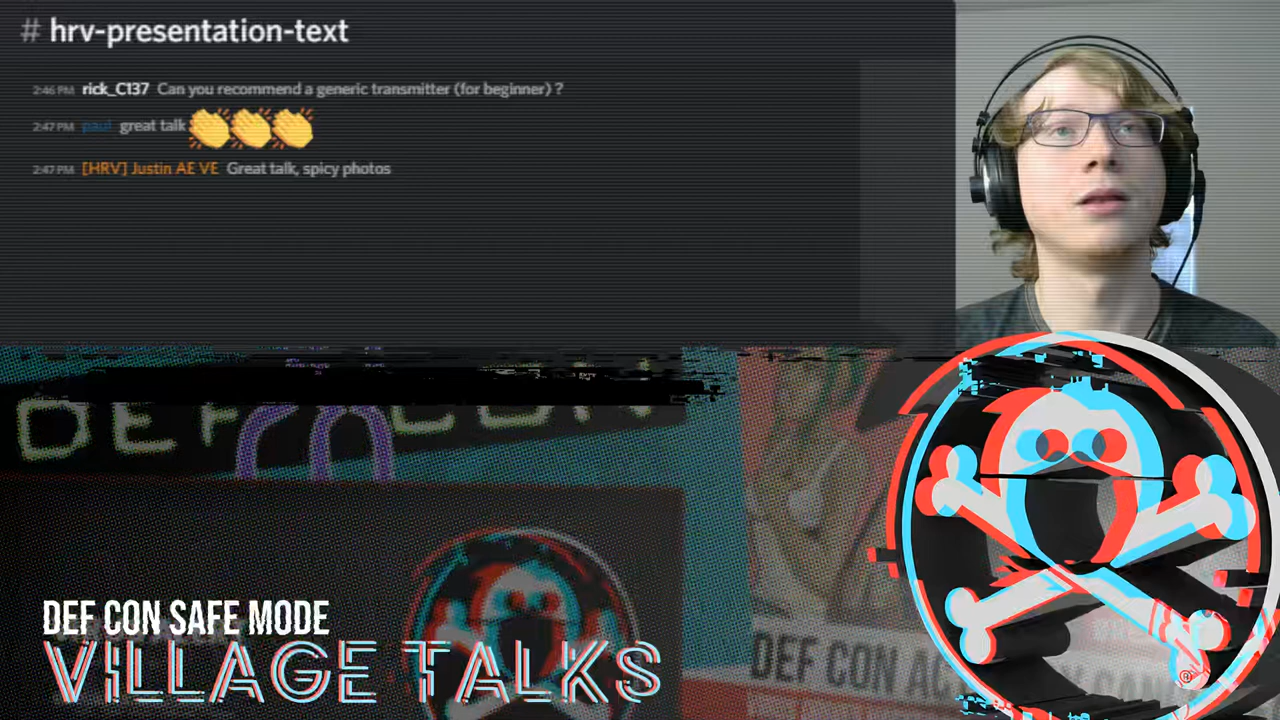 # hrv-presentation-text
2:46 PM rick_C137 Can you recommend a generic transmitter (for beginner) ?
2:47 PM paul great talk 👏👏👏
2:47 PM [HRV] Justin AE VE Great talk, spicy photos
DEF CON
DEF CON
DEF CON SAFE MODE
VILLAGE TALKS
®